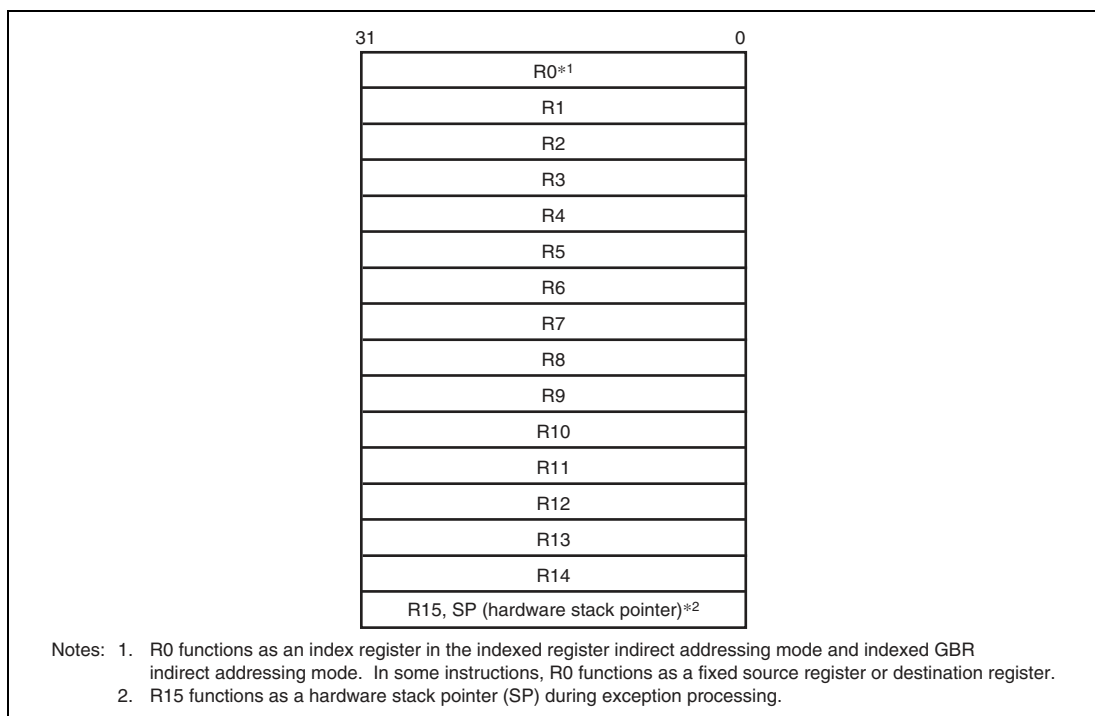 31 0
R0*1
R1
R2
R3
R4
R5
R6
R7
R8
R9
R10
R11
R12
R13
R14
R15, SP (hardware stack pointer)*2
Notes: 1. R0 functions as an index register in the indexed register indirect addressing mode and indexed GBR
indirect addressing mode. In some instructions, R0 functions as a fixed source register or destination register.
2. R15 functions as a hardware stack pointer (SP) during exception processing.